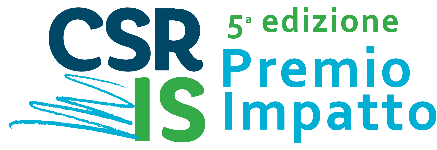 CSR
IS
5ª edizione
Premio
Impatto